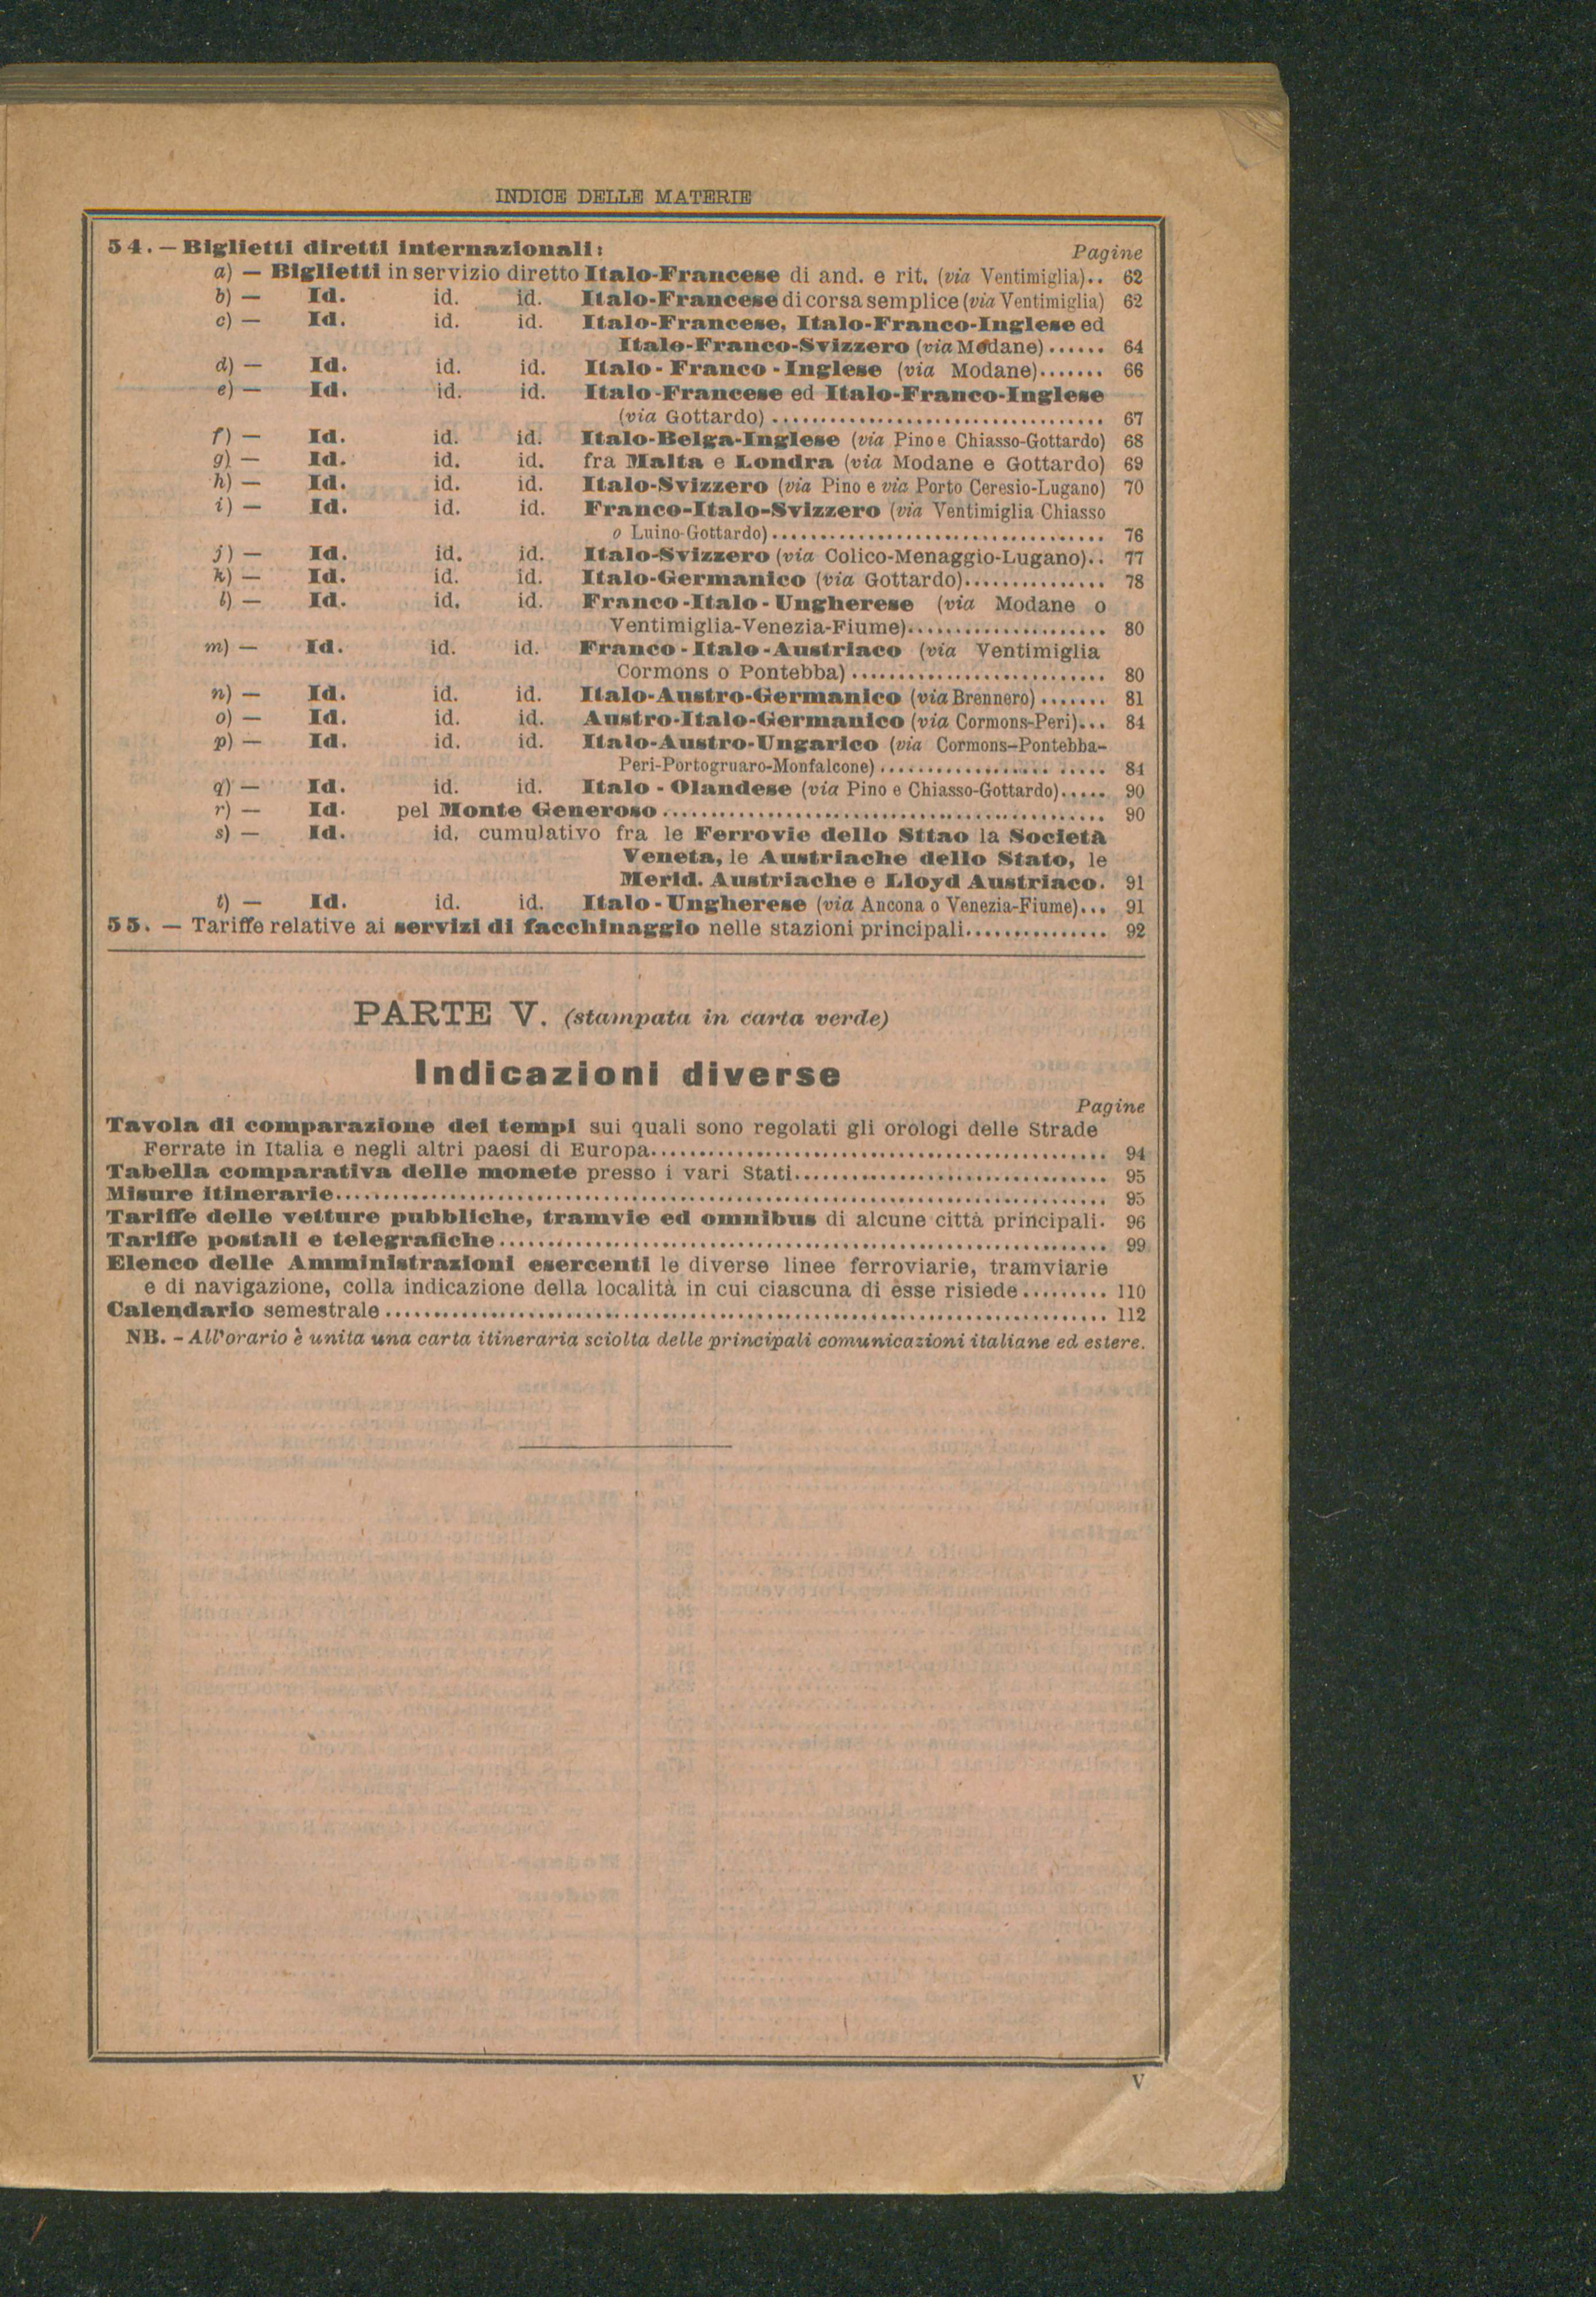 INDICE DELLE MATERIE
54. — Biglietti diretti internazionali: Pagine
a) — Biglietti in servizio diretto Italo-Francese di and. e rit. (via Ventimiglia).. 62
b) — Id. id. id. Italo-Francese di corsa semplice (via Ventimiglia) 62
c) — Id. id. id. Italo-Francese, Italo-Franco-Inglese ed
Italo-Franco-Svizzero (via Modane) ...... 64
d) — Id. id. id. Italo-Franco-Inglese (via Modane)....... 66
e) — Id. id. id. Italo-Francese ed Italo-Franco-Inglese
(via Gottardo) .................................. 67
f) — Id. id. id. Italo-Belga-Inglese (via Pino e Chiasso-Gottardo) 68
g) — Id. id. id. fra Malta e Londra (via Modane e Gottardo) 69
h) — Id. id. id. Italo-Svizzero (via Pino e via Porto Ceresio-Lugano) 70
i) — Id. id. id. Franco-Italo-Svizzero (via Ventimiglia Chiasso
o Luino-Gottardo) .................................. 76
j) — Id. id. id. Italo-Svizzero (via Colico-Menaggio-Lugano).. 77
k) — Id. id. id. Italo-Germanico (via Gottardo)............... 78
l) — Id. id. id. Franco-Italo-Ungherese (via Modane o
Ventimiglia-Venezia-Fiume)..................... 80
m) — Id. id. id. Franco-Italo-Austriaco (via Ventimiglia
Cormons o Pontebba) .......................... 80
n) — Id. id. id. Italo-Austro-Germanico (via Brennero) ....... 81
o) — Id. id. id. Austro-Italo-Germanico (via Cormons-Peri)... 84
p) — Id. id. id. Italo-Austro-Ungarico (via Cormons-Pontebba-
Peri-Portogruaro-Monfalcone) .................. ..... 84
q) — Id. id. id. Italo-Olandese (via Pino e Chiasso-Gottardo)..... 90
r) — Id. pel Monte Generoso .............................................. 90
s) — Id. id. cumulativo fra le Ferrovie dello Sttao la Società
Veneta, le Austriache dello Stato, le
Merid. Austriache e Lloyd Austriaco. 91
t) — Id. id. id. Italo-Ungherese (via Ancona o Venezia-Fiume)... 91
55. — Tariffe relative ai servizi di facchinaggio nelle stazioni principali............... 92
PARTE V. (stampata in carta verde)
Indicazioni diverse
Pagine
Tavola di comparazione dei tempi sui quali sono regolati gli orologi delle Strade
Ferrate in Italia e negli altri paesi di Europa............................................... 94
Tabella comparativa delle monete presso i vari Stati................................ 95
Misure itinerarie................................................................................ 95
Tariffe delle vetture pubbliche, tramvie ed omnibus di alcune città principali. 96
Tariffe postali e telegrafiche............................................................... 99
Elenco delle Amministrazioni esercenti le diverse linee ferroviarie, tramviarie
e di navigazione, colla indicazione della località in cui ciascuna di esse risiede ......... 110
Calendario semestrale .......................................................................... 112
NB. - All'orario è unita una carta itineraria sciolta delle principali comunicazioni italiane ed estere.
V